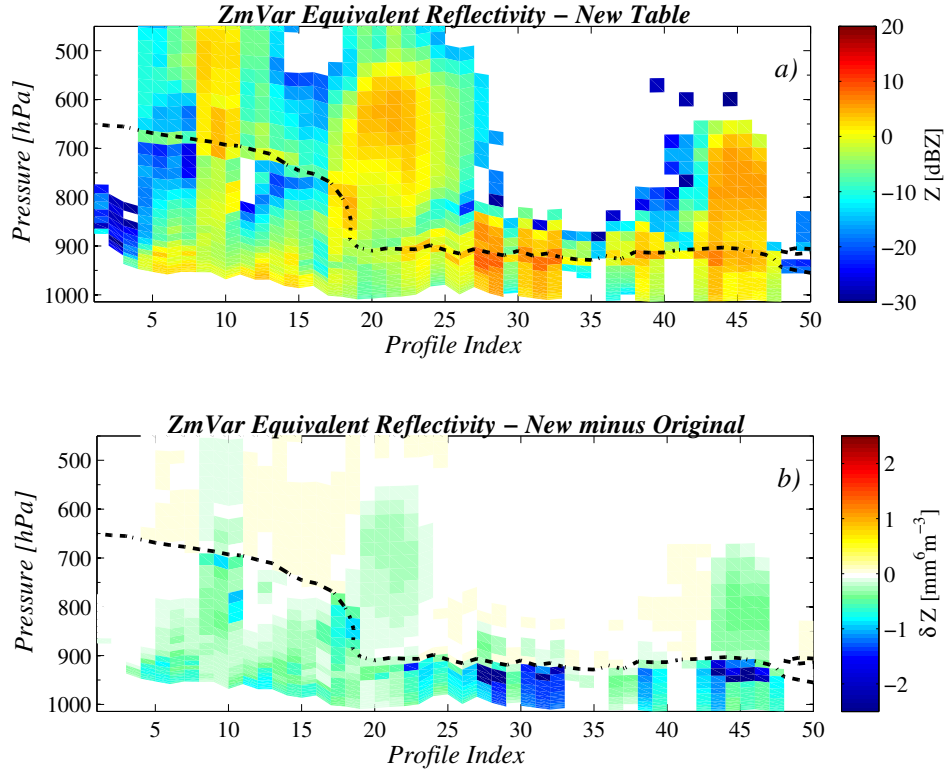 ZmVar Equivalent Reflectivity − New Table
a)
Pressure [hPa]
500
600
700
800
900
1000
5 10 15 20 25 30 35 40 45 50
Profile Index
20
10
0
−10
−20
−30
Z [dBZ]
ZmVar Equivalent Reflectivity − New minus Original
b)
Pressure [hPa]
500
600
700
800
900
1000
5 10 15 20 25 30 35 40 45 50
Profile Index
2
1
0
−1
−2
δ Z [mm⁶m⁻³]